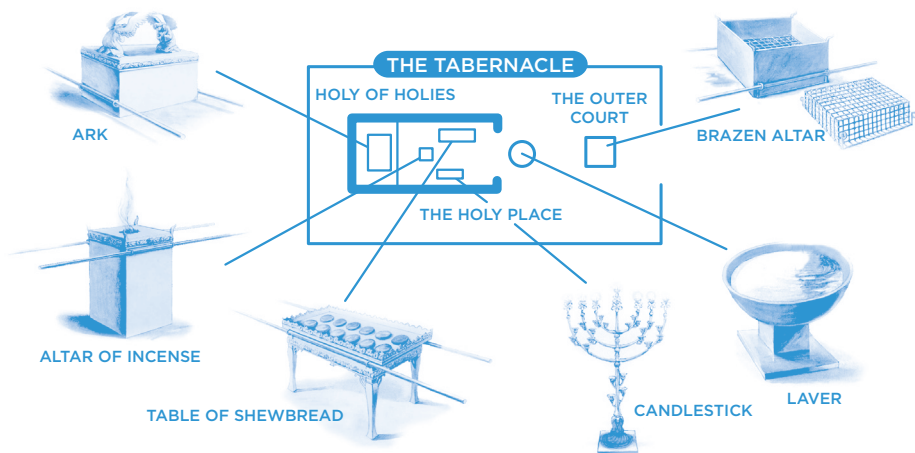 THE TABERNACLE
HOLY OF HOLIES
THE OUTER
COURT
ARK
BRAZEN ALTAR
THE HOLY PLACE
ALTAR OF INCENSE
TABLE OF SHEWBREAD
CANDLESTICK
LAVER